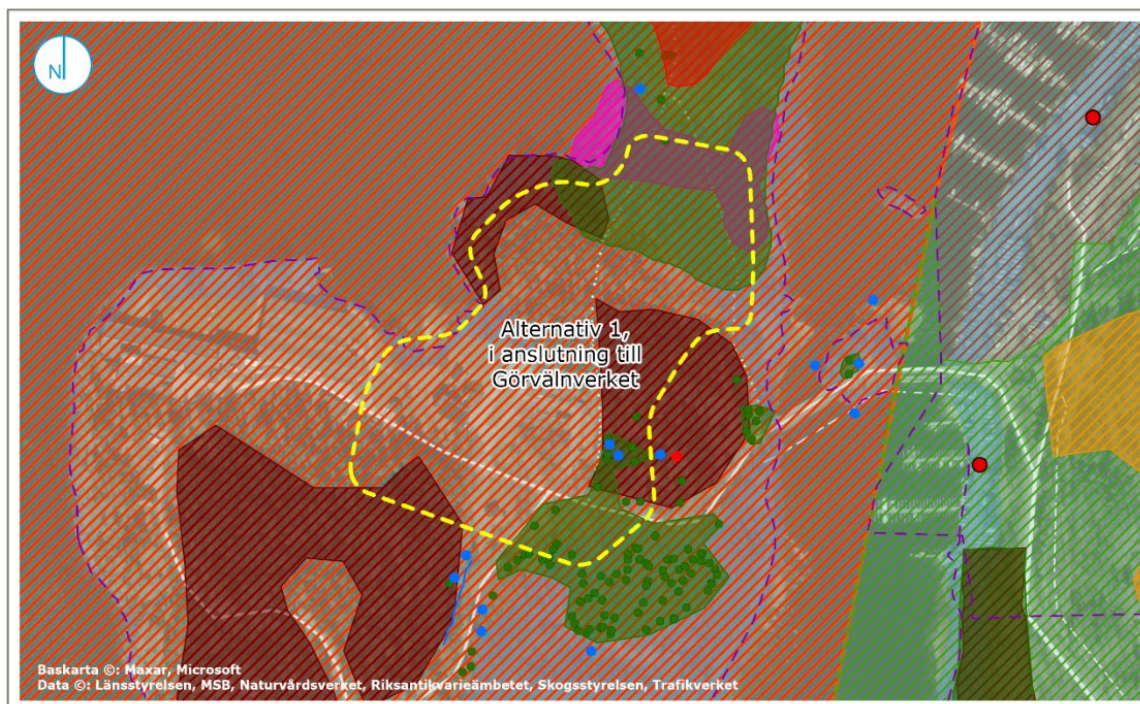 N
Alternativ 1,
i anslutning till
Görvälnverket
Baskarta ©: Maxar, Microsoft
Data ©: Länsstyrelsen, MSB, Naturvårdsverket, Riksantikvarieämbetet, Skogsstyrelsen, Trafikverket